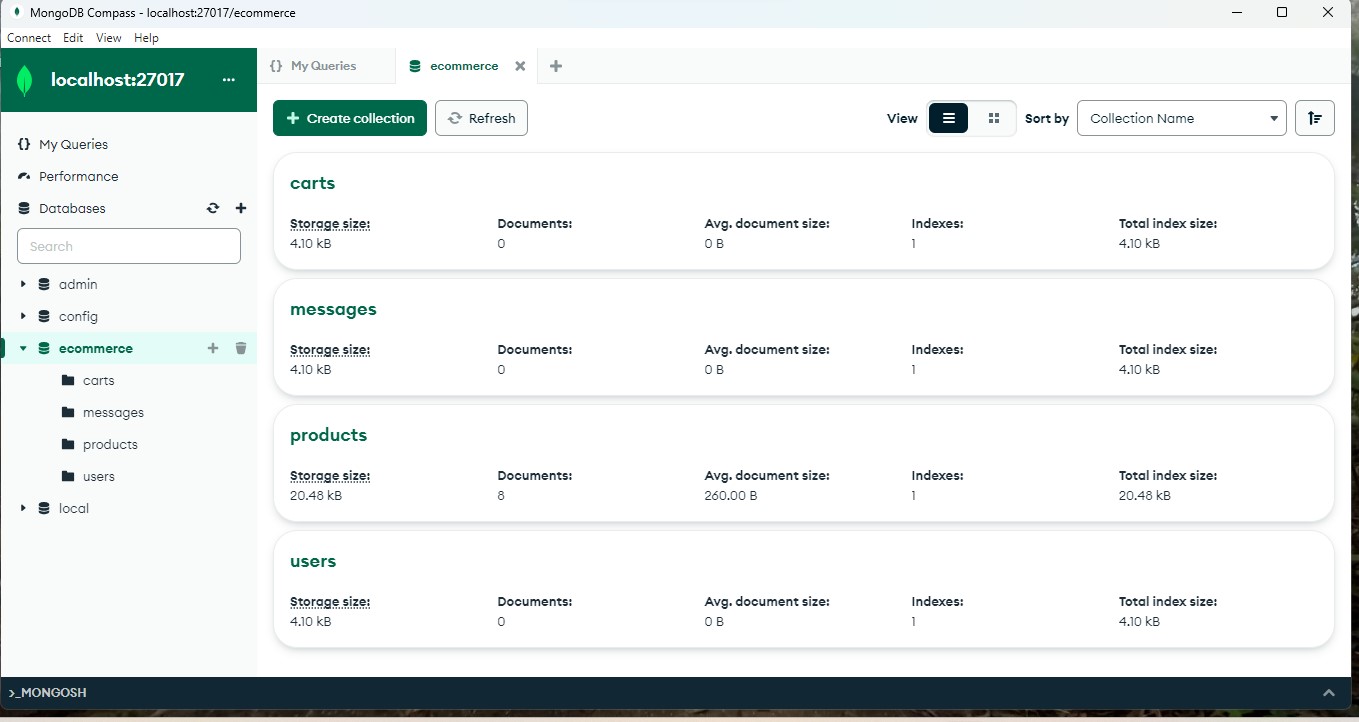 MongoDB Compass - localhost:27017/ecommerce
Connect Edit View Help
localhost:27017 ...
{} My Queries
ecommerce
Create collection
Refresh
View
Sort by
Collection Name
{} My Queries
Performance
Databases
Search
admin
config
ecommerce
carts
messages
products
users
local
carts
Storage size: Documents: Avg. document size: Indexes: Total index size:
4.10 kB 0 0 B 1 4.10 kB
messages
Storage size: Documents: Avg. document size: Indexes: Total index size:
4.10 kB 0 0 B 1 4.10 kB
products
Storage size: Documents: Avg. document size: Indexes: Total index size:
20.48 kB 8 260.00 B 1 20.48 kB
users
Storage size: Documents: Avg. document size: Indexes: Total index size:
4.10 kB 0 0 B 1 4.10 kB
>_MONGOSH